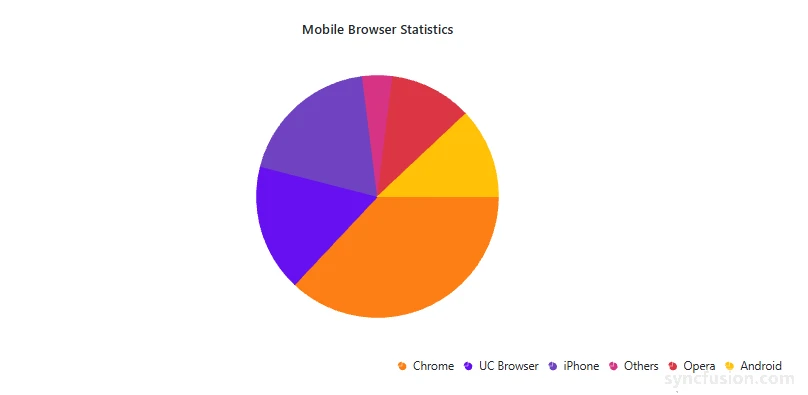 Mobile Browser Statistics
Chrome UC Browser iPhone Others Opera Android
syncfusion.com